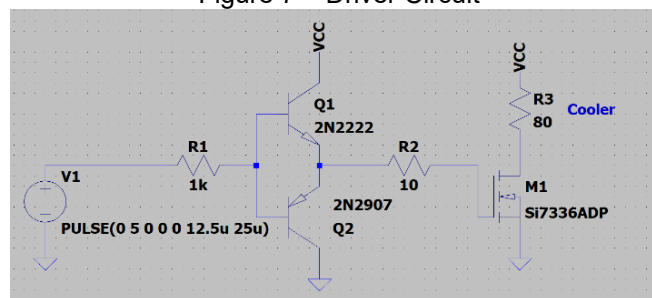 Figure 7 – Driver Circuit
VCC
VCC
Q1
2N2222
R3
80
Cooler
R1
1k
R2
10
V1
M1
Si7336ADP
2N2907
Q2
PULSE(0 5 0 0 0 12.5u 25u)